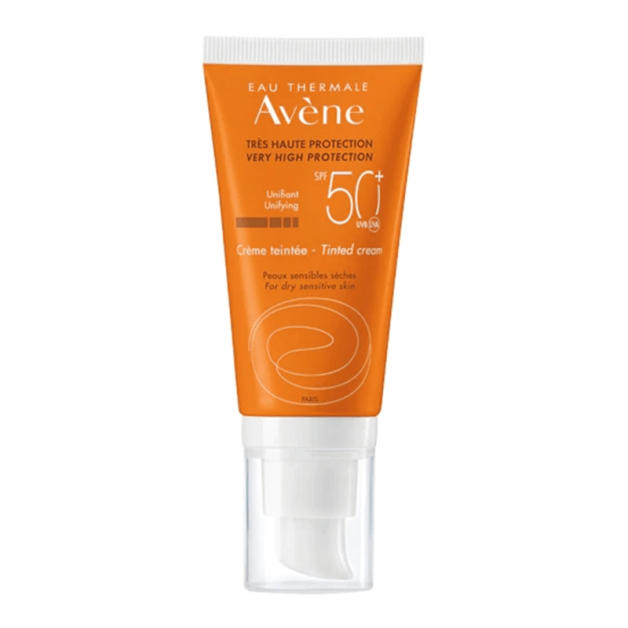 EAU THERMALE
Avène
TRÈS HAUTE PROTECTION
VERY HIGH PROTECTION
SPF 50+
UVB UVA
Unifiant
Unifying
Crème teintée - Tinted cream
Peaux sensibles sèches
For dry sensitive skin
PARIS